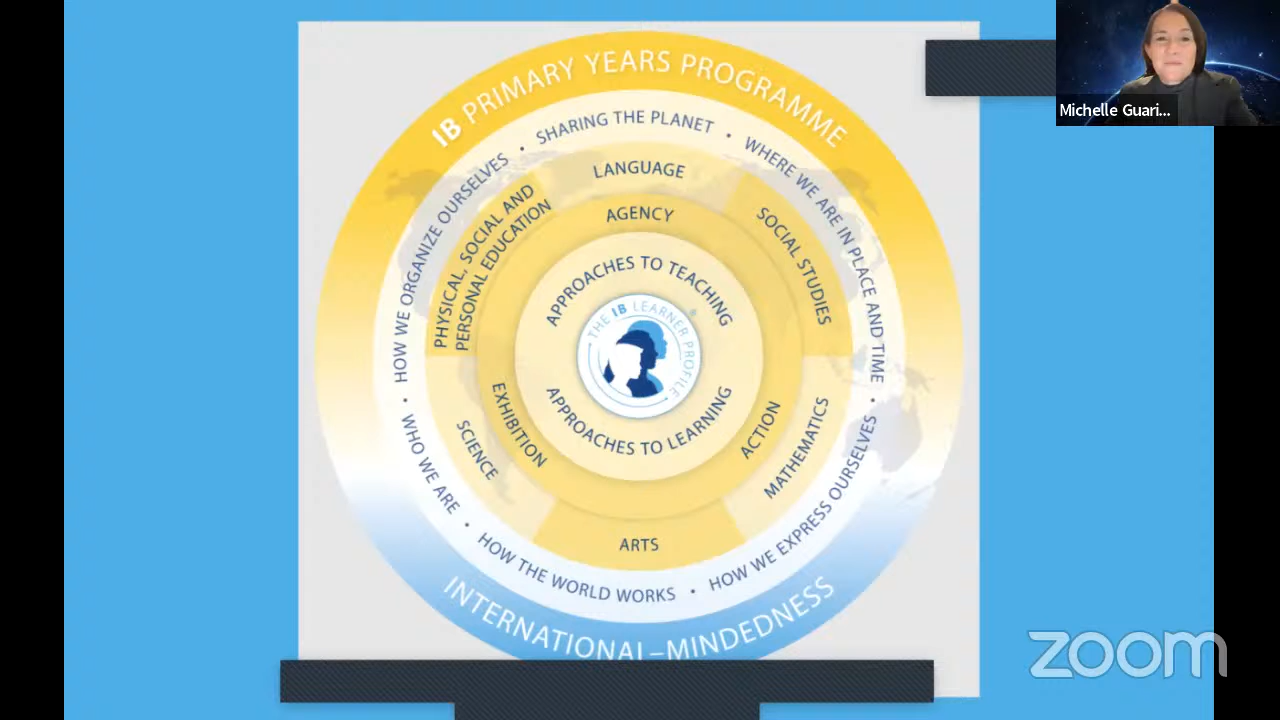 IB PRIMARY YEARS PROGRAMME
HOW WE ORGANIZE OURSELVES • SHARING THE PLANET • WHERE WE ARE IN PLACE AND TIME •
HOW WE EXPRESS OURSELVES • HOW THE WORLD WORKS • WHO WE ARE •
LANGUAGE
PHYSICAL, SOCIAL AND
PERSONAL EDUCATION
SOCIAL STUDIES
AGENCY
APPROACHES TO TEACHING
THE IB LEARNER PROFILE
®
APPROACHES TO LEARNING
EXHIBITION
ACTION
SCIENCE
MATHEMATICS
ARTS
INTERNATIONAL–MINDEDNESS
Michelle Guari...
zoom